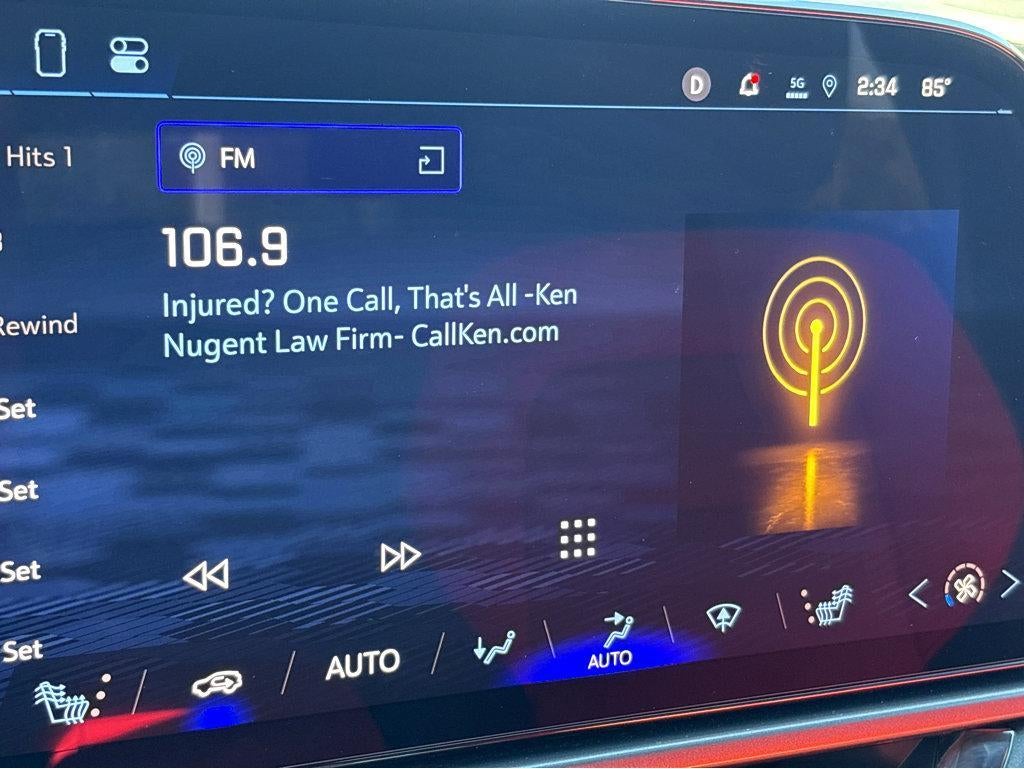 D 5G 2:34 85°
Hits 1
FM
106.9
Injured? One Call, That's All -Ken
Nugent Law Firm- CallKen.com
Rewind
Set
Set
Set
Set
AUTO
AUTO